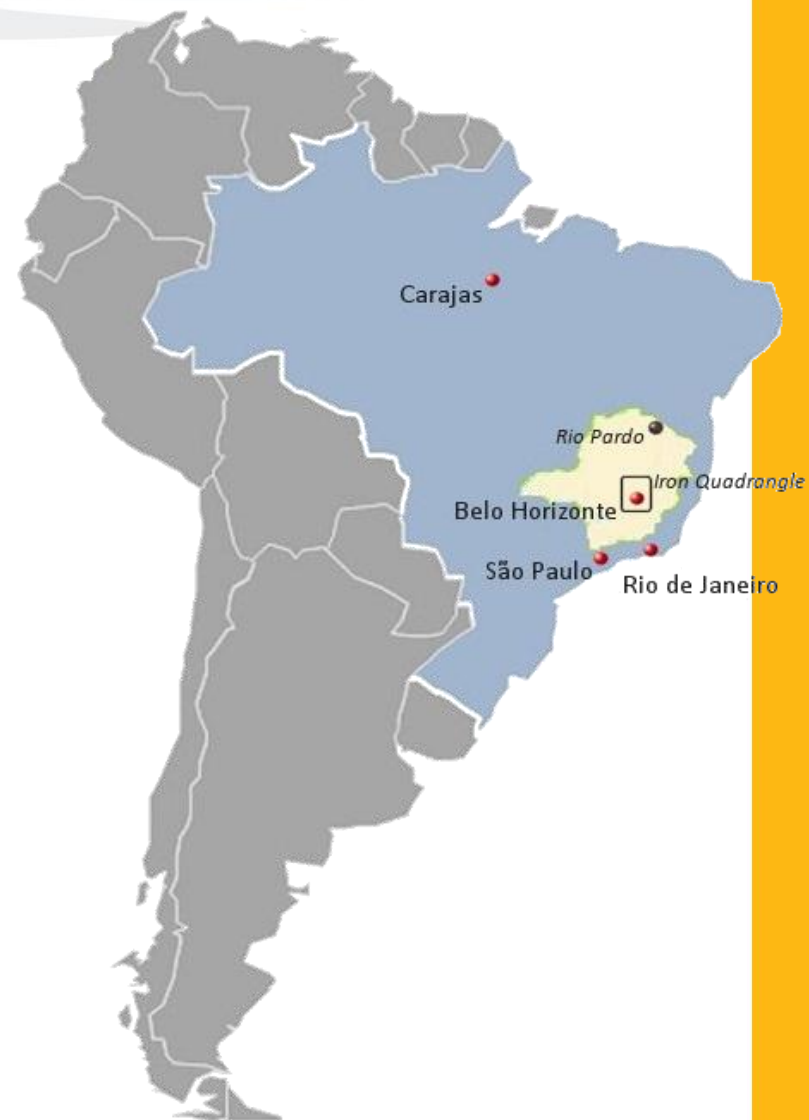 Carajas
Rio Pardo
Iron Quadrangle
Belo Horizonte
São Paulo
Rio de Janeiro